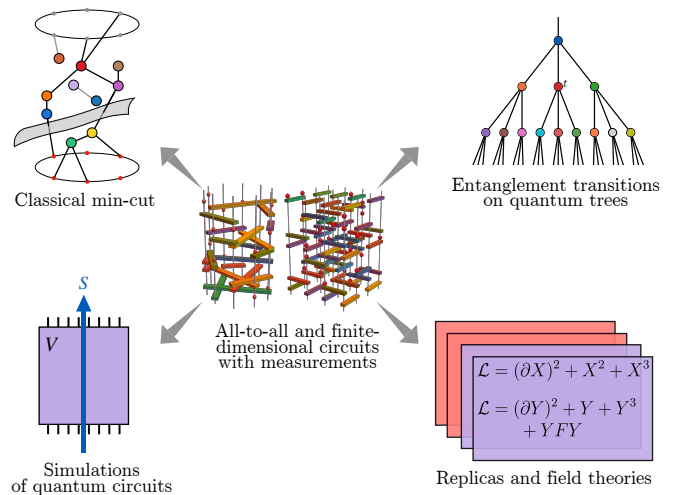 t
Classical min-cut
Entanglement transitions
on quantum trees
All-to-all and finite-
dimensional circuits
with measurements
S
V
Simulations
of quantum circuits
ℒ = (∂X)² + X² + X³
ℒ = (∂Y)² + Y + Y³
+ YFY
Replicas and field theories